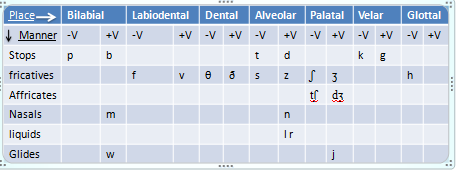 Place Bilabial Labiodental Dental Alveolar Palatal Velar Glottal
Manner -V +V -V +V -V +V -V +V -V +V -V +V -V +V
Stops p b t d k g
fricatives f v θ ð s z ʃ ʒ h
Affricates tʃ dʒ
Nasals m n
liquids l r
Glides w j